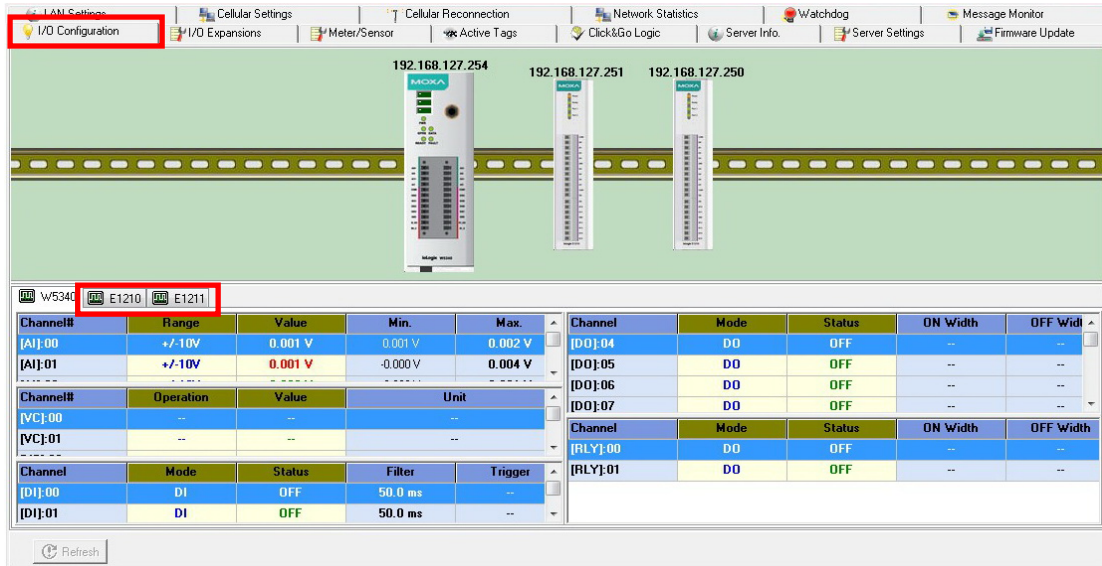 LAN Settings Cellular Settings Cellular Reconnection Network Statistics Watchdog Message Monitor
I/O Configuration I/O Expansions Meter/Sensor Active Tags Click&Go Logic Server Info. Server Settings Firmware Update
192.168.127.254 192.168.127.251 192.168.127.250
MOXA MOXA MOXA
W5340 E1210 E1211
Channel# Range Value Min. Max.
[AI]:00 +/-10V 0.001 V 0.001 V 0.002 V
[AI]:01 +/-10V 0.001 V -0.000 V 0.004 V
Channel# Operation Value Unit
[VC]:00 -- -- --
[VC]:01 -- -- --
Channel Mode Status Filter Trigger
[DI]:00 DI OFF 50.0 ms --
[DI]:01 DI OFF 50.0 ms --
Channel Mode Status ON Width OFF Widt
[DO]:04 DO OFF -- --
[DO]:05 DO OFF -- --
[DO]:06 DO OFF -- --
[DO]:07 DO OFF -- --
Channel Mode Status ON Width OFF Width
[RLY]:00 DO OFF -- --
[RLY]:01 DO OFF -- --
Refresh